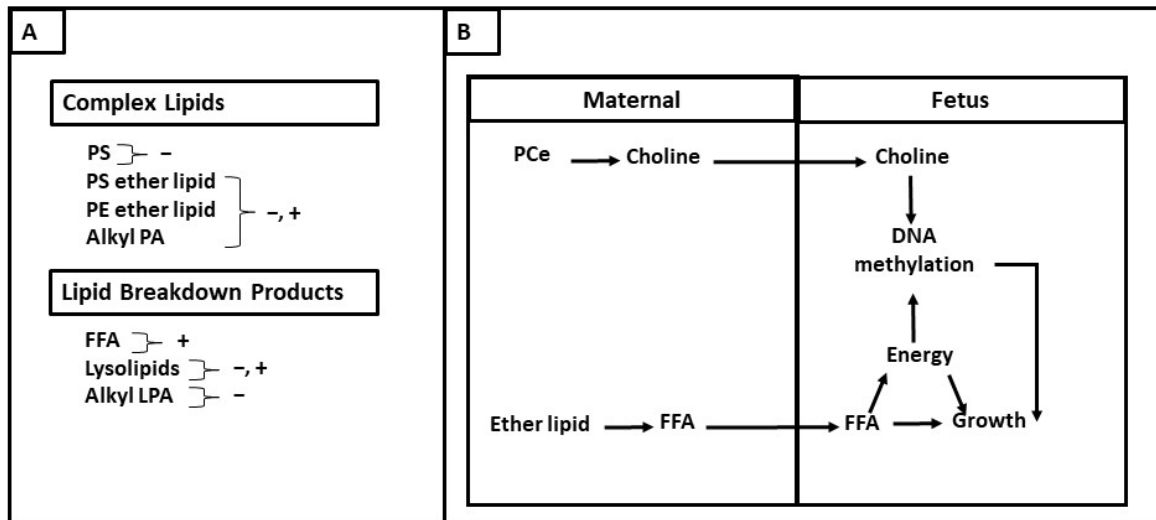 A
Complex Lipids
PS } –
PS ether lipid
PE ether lipid
Alkyl PA
–, +
Lipid Breakdown Products
FFA } +
Lysolipids } –, +
Alkyl LPA } –
B
Maternal
Fetus
PCe
Choline
Choline
DNA
methylation
Energy
Ether lipid
FFA
FFA
Growth